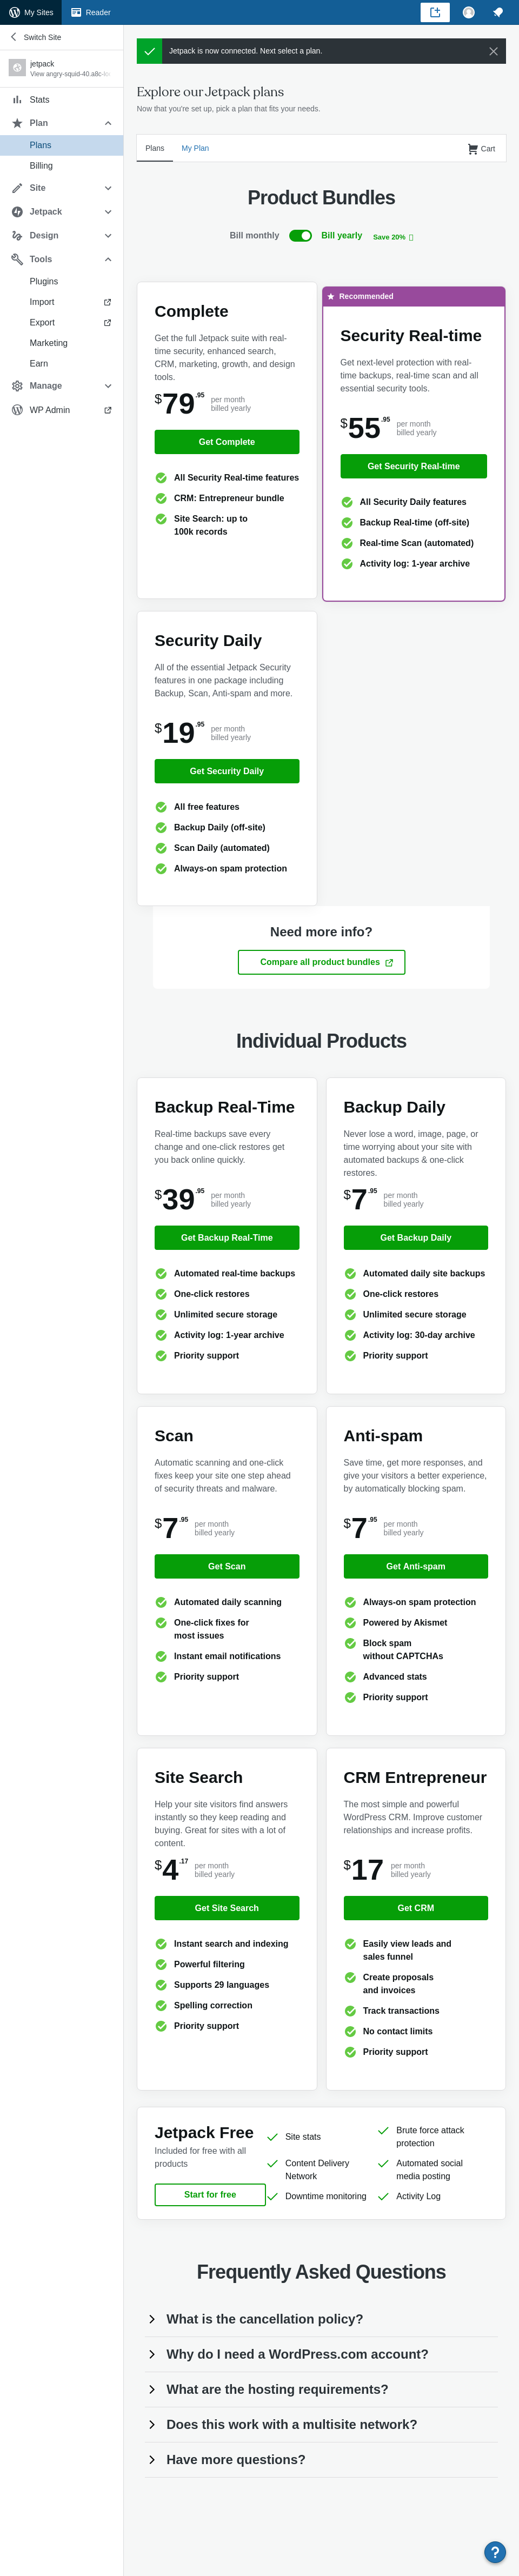 My Sites
Reader
Switch Site
jetpack
View angry-squid-40.a8c-
Stats
Plan
Plans
Billing
Site
Jetpack
Design
Tools
Plugins
Import
Export
Marketing
Earn
Manage
WP Admin
Jetpack is now connected. Next select a plan.
Explore our Jetpack plans
Now that you're set up, pick a plan that fits your needs.
Plans
My Plan
Cart
Product Bundles
Bill monthly
Bill yearly
Save 20%
Complete
Get the full Jetpack suite with real-
time security, enhanced search,
CRM, marketing, growth, and design
tools.
$79.95
per month
billed yearly
Get Complete
All Security Real-time features
CRM: Entrepreneur bundle
Site Search: up to
100k records
Recommended
Security Real-time
Get next-level protection with real-
time backups, real-time scan and all
essential security tools.
$55.95
per month
billed yearly
Get Security Real-time
All Security Daily features
Backup Real-time (off-site)
Real-time Scan (automated)
Activity log: 1-year archive
Security Daily
All of the essential Jetpack Security
features in one package including
Backup, Scan, Anti-spam and more.
$19.95
per month
billed yearly
Get Security Daily
All free features
Backup Daily (off-site)
Scan Daily (automated)
Always-on spam protection
Need more info?
Compare all product bundles
Individual Products
Backup Real-Time
Real-time backups save every
change and one-click restores get
you back online quickly.
$39.95
per month
billed yearly
Get Backup Real-Time
Automated real-time backups
One-click restores
Unlimited secure storage
Activity log: 1-year archive
Priority support
Backup Daily
Never lose a word, image, page, or
time worrying about your site with
automated backups & one-click
restores.
$7.95
per month
billed yearly
Get Backup Daily
Automated daily site backups
One-click restores
Unlimited secure storage
Activity log: 30-day archive
Priority support
Scan
Automatic scanning and one-click
fixes keep your site one step ahead
of security threats and malware.
$7.95
per month
billed yearly
Get Scan
Automated daily scanning
One-click fixes for
most issues
Instant email notifications
Priority support
Anti-spam
Save time, get more responses, and
give your visitors a better experience,
by automatically blocking spam.
$7.95
per month
billed yearly
Get Anti-spam
Always-on spam protection
Powered by Akismet
Block spam
without CAPTCHAs
Advanced stats
Priority support
Site Search
Help your site visitors find answers
instantly so they keep reading and
buying. Great for sites with a lot of
content.
$4.17
per month
billed yearly
Get Site Search
Instant search and indexing
Powerful filtering
Supports 29 languages
Spelling correction
Priority support
CRM Entrepreneur
The most simple and powerful
WordPress CRM. Improve customer
relationships and increase profits.
$17
per month
billed yearly
Get CRM
Easily view leads and
sales funnel
Create proposals
and invoices
Track transactions
No contact limits
Priority support
Jetpack Free
Included for free with all
products
Start for free
Site stats
Content Delivery
Network
Downtime monitoring
Brute force attack
protection
Automated social
media posting
Activity Log
Frequently Asked Questions
What is the cancellation policy?
Why do I need a WordPress.com account?
What are the hosting requirements?
Does this work with a multisite network?
Have more questions?